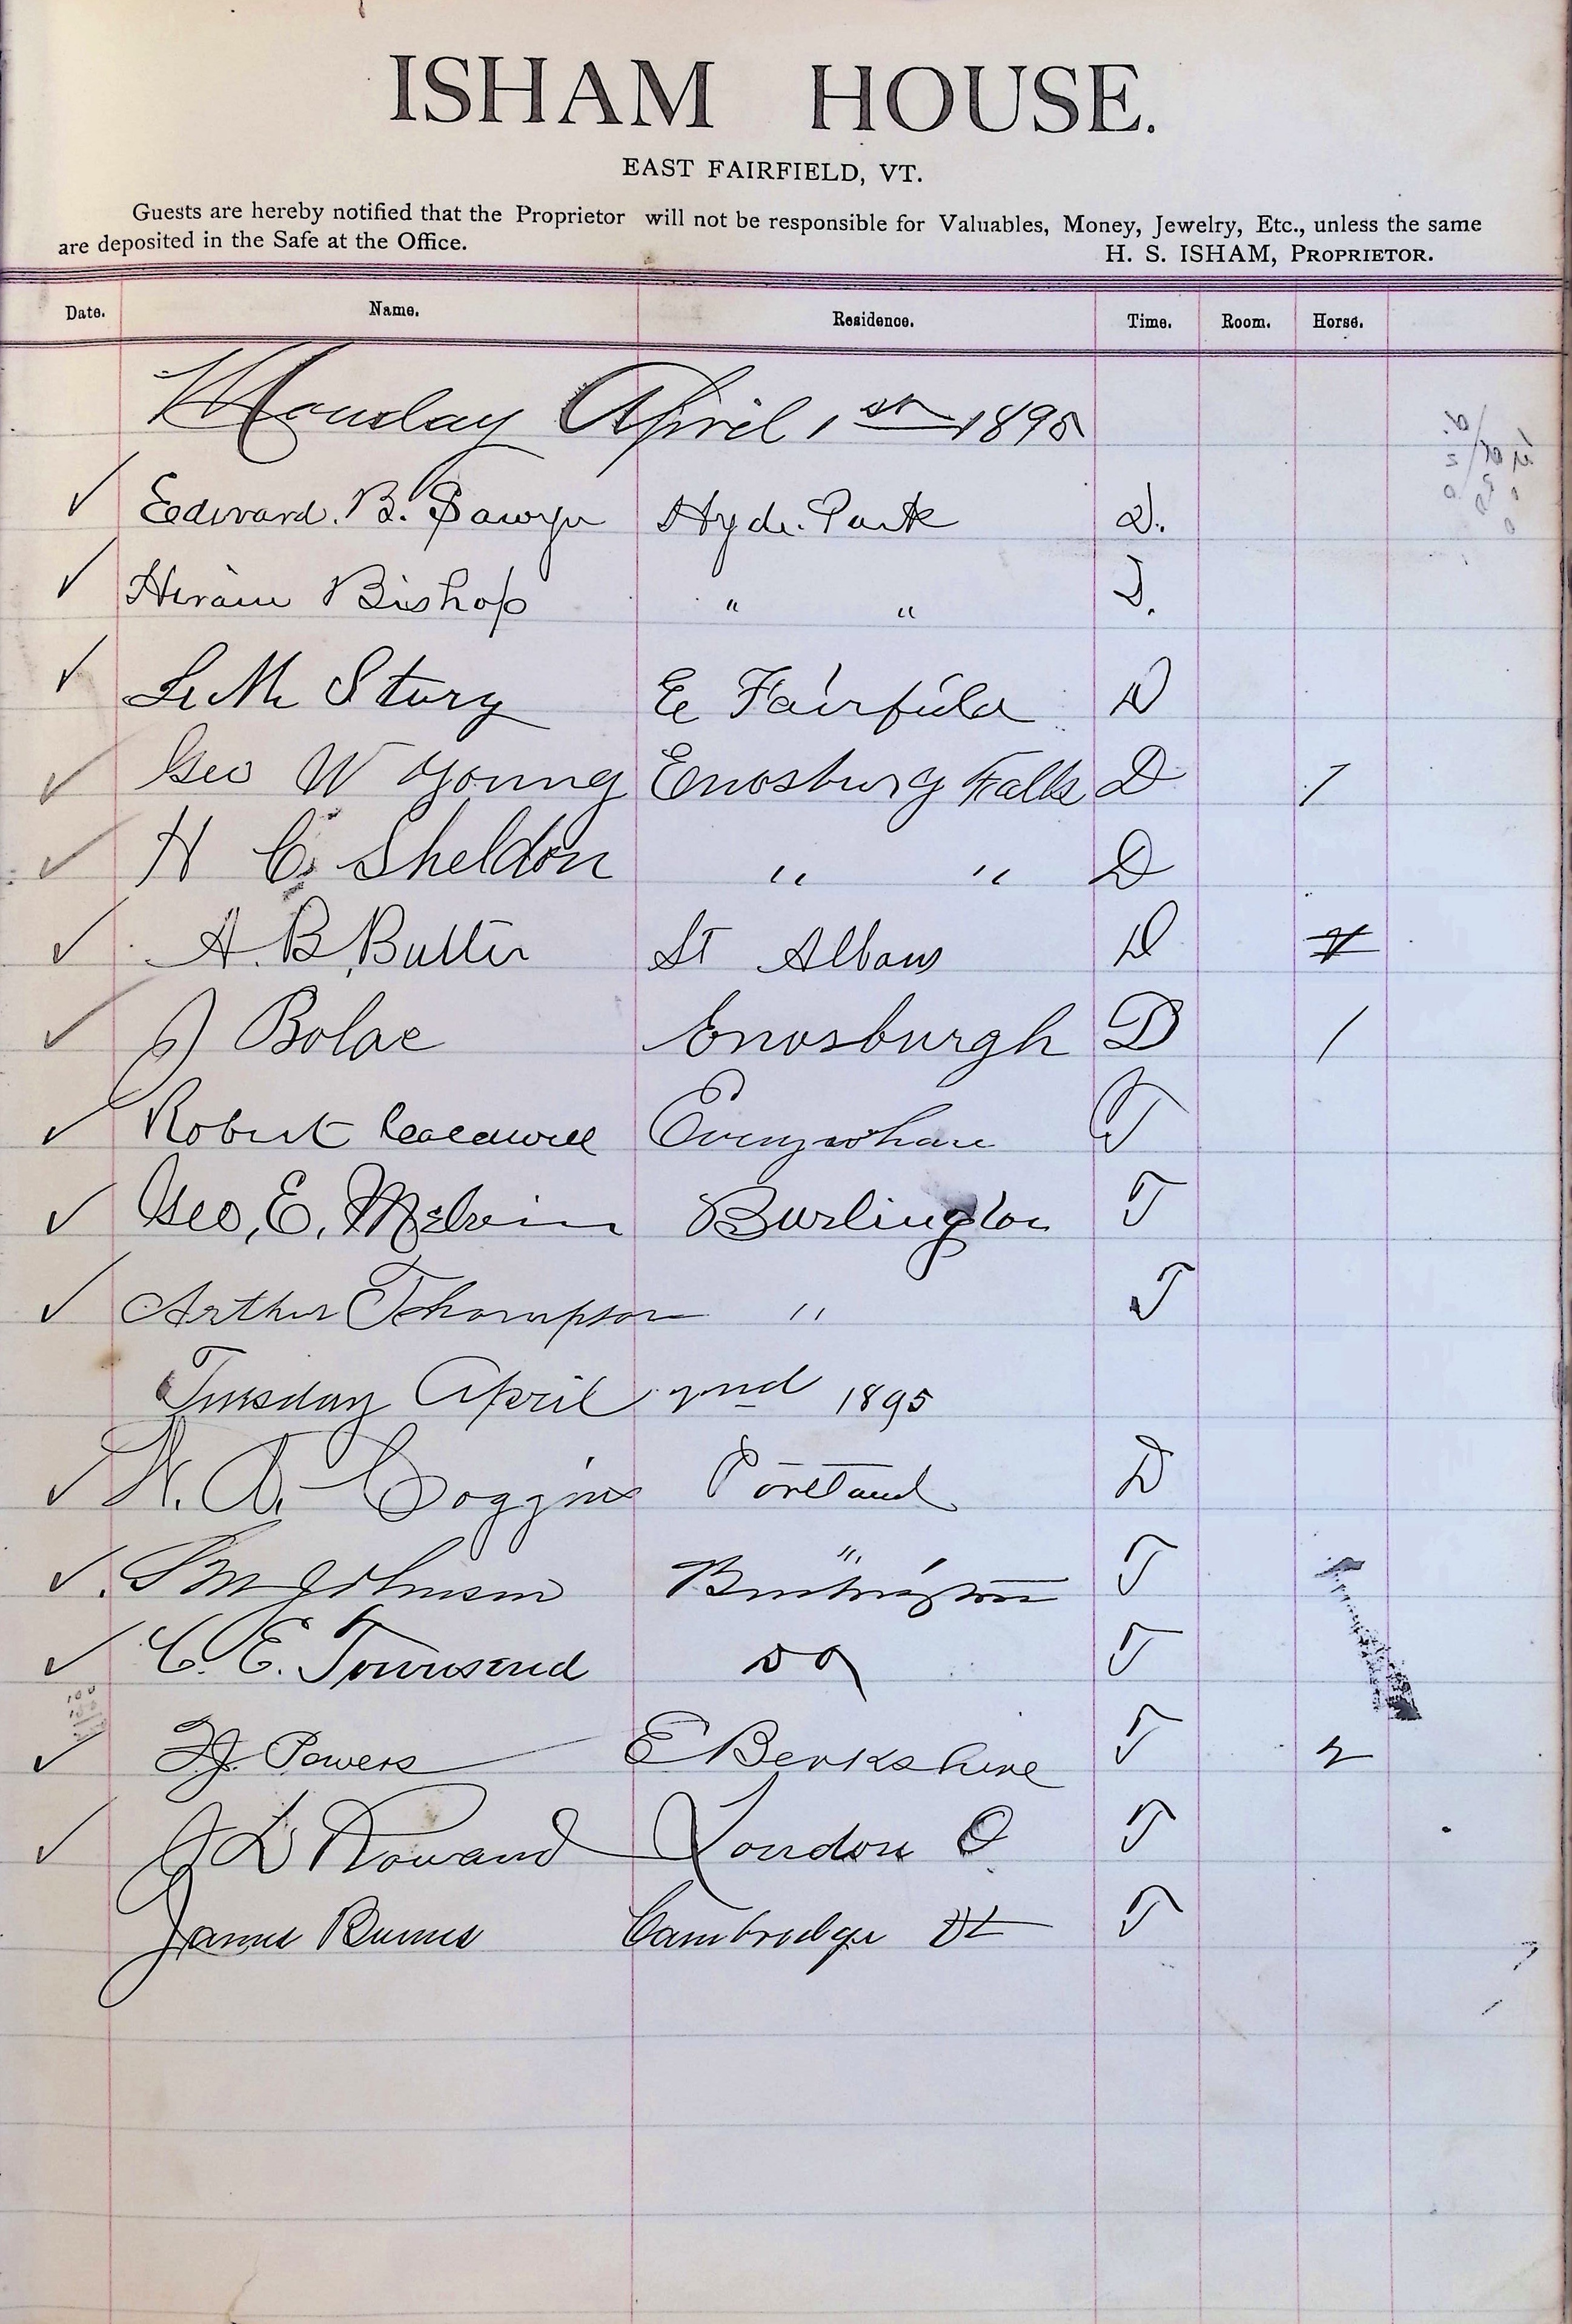 ISHAM HOUSE.
EAST FAIRFIELD, VT.
Guests are hereby notified that the Proprietor will not be responsible for Valuables, Money, Jewelry, Etc., unless the same
are deposited in the Safe at the Office.
H. S. ISHAM, PROPRIETOR.
Date. Name. Residence. Time. Room. Horse.
Monday April 1st 1895
✓ Edward. B. Sawyer Hyde. Park D.
✓ Hiram Bishop " " D.
✓ L. M. Story E Fairfield D
✓ Geo W Young Enosburg Falls D 1
✓ H C. Sheldon " " D
✓ A. B. Butler St Albans D
✓ J Bolac Enosburgh D 1
✓ Robert Everywhare T
✓ Geo, E. Melvin Burlington T
✓ Arthur Thompson " T
Tuesday April 2nd 1895
✓ A. Coggins Portland D
✓ Johnson Burlington T
✓ C. E. Townsend Do T
✓ J. Powers E Berkshire T 2
✓ J D Rowand London O T
James Burns Cambridge Vt T